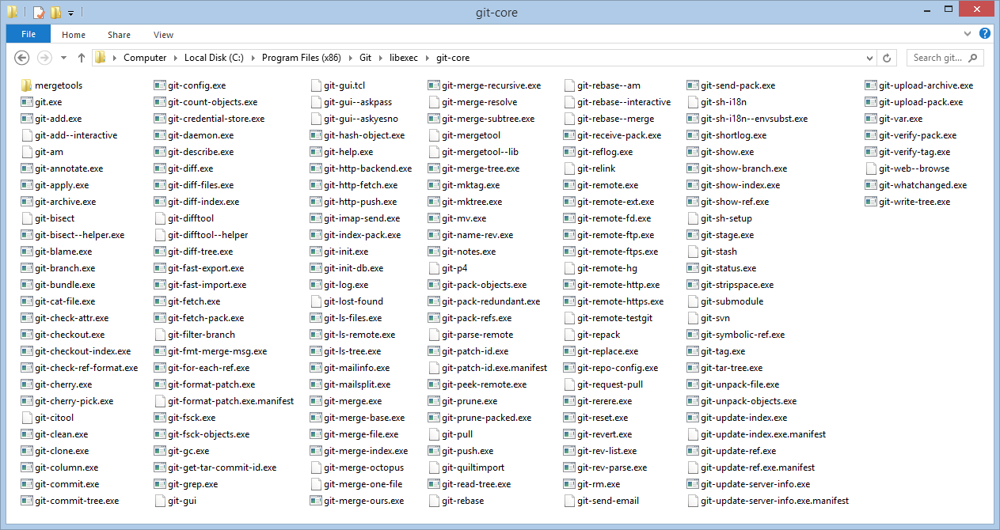 git-core
File
Home
Share
View
Computer
Local Disk (C:)
Program Files (x86)
Git
libexec
git-core
Search git...
mergetools
git.exe
git-add.exe
git-add--interactive
git-am
git-annotate.exe
git-apply.exe
git-archive.exe
git-bisect
git-bisect--helper.exe
git-blame.exe
git-branch.exe
git-bundle.exe
git-cat-file.exe
git-check-attr.exe
git-checkout.exe
git-checkout-index.exe
git-check-ref-format.exe
git-cherry.exe
git-cherry-pick.exe
git-citool
git-clean.exe
git-clone.exe
git-column.exe
git-commit.exe
git-commit-tree.exe
git-config.exe
git-count-objects.exe
git-credential-store.exe
git-daemon.exe
git-describe.exe
git-diff.exe
git-diff-files.exe
git-diff-index.exe
git-difftool
git-difftool--helper
git-diff-tree.exe
git-fast-export.exe
git-fast-import.exe
git-fetch.exe
git-fetch-pack.exe
git-filter-branch
git-fmt-merge-msg.exe
git-for-each-ref.exe
git-format-patch.exe
git-format-patch.exe.manifest
git-fsck.exe
git-fsck-objects.exe
git-gc.exe
git-get-tar-commit-id.exe
git-grep.exe
git-gui
git-gui.tcl
git-gui--askpass
git-gui--askyesno
git-hash-object.exe
git-help.exe
git-http-backend.exe
git-http-fetch.exe
git-http-push.exe
git-imap-send.exe
git-index-pack.exe
git-init.exe
git-init-db.exe
git-log.exe
git-lost-found
git-ls-files.exe
git-ls-remote.exe
git-ls-tree.exe
git-mailinfo.exe
git-mailsplit.exe
git-merge.exe
git-merge-base.exe
git-merge-file.exe
git-merge-index.exe
git-merge-octopus
git-merge-one-file
git-merge-ours.exe
git-merge-recursive.exe
git-merge-resolve
git-merge-subtree.exe
git-mergetool
git-mergetool--lib
git-merge-tree.exe
git-mktag.exe
git-mktree.exe
git-mv.exe
git-name-rev.exe
git-notes.exe
git-p4
git-pack-objects.exe
git-pack-redundant.exe
git-pack-refs.exe
git-parse-remote
git-patch-id.exe
git-patch-id.exe.manifest
git-peek-remote.exe
git-prune.exe
git-prune-packed.exe
git-pull
git-push.exe
git-quiltimport
git-read-tree.exe
git-rebase
git-rebase--am
git-rebase--interactive
git-rebase--merge
git-receive-pack.exe
git-reflog.exe
git-relink
git-remote.exe
git-remote-ext.exe
git-remote-fd.exe
git-remote-ftp.exe
git-remote-ftps.exe
git-remote-hg
git-remote-http.exe
git-remote-https.exe
git-remote-testgit
git-repack
git-replace.exe
git-repo-config.exe
git-request-pull
git-rerere.exe
git-reset.exe
git-revert.exe
git-rev-list.exe
git-rev-parse.exe
git-rm.exe
git-send-email
git-send-pack.exe
git-sh-i18n
git-sh-i18n--envsubst.exe
git-shortlog.exe
git-show.exe
git-show-branch.exe
git-show-index.exe
git-show-ref.exe
git-sh-setup
git-stage.exe
git-stash
git-status.exe
git-stripspace.exe
git-submodule
git-svn
git-symbolic-ref.exe
git-tag.exe
git-tar-tree.exe
git-unpack-file.exe
git-unpack-objects.exe
git-update-index.exe
git-update-index.exe.manifest
git-update-ref.exe
git-update-ref.exe.manifest
git-update-server-info.exe
git-update-server-info.exe.manifest
git-upload-archive.exe
git-upload-pack.exe
git-var.exe
git-verify-pack.exe
git-verify-tag.exe
git-web--browse
git-whatchanged.exe
git-write-tree.exe